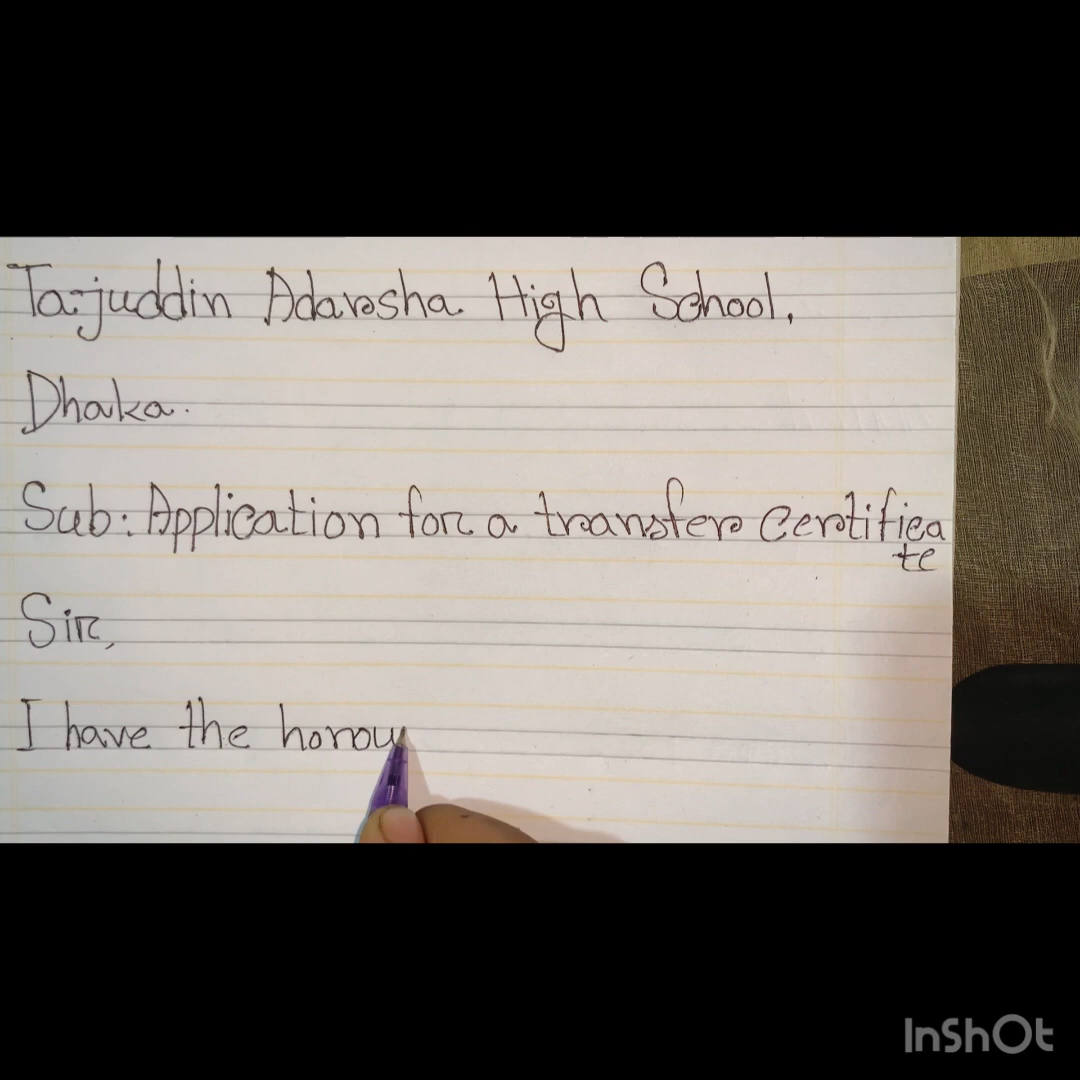 Tajuddin Adarsha High School,
Dhaka.
Sub: Application for a transfer certifica
te
Sir,
I have the honou
InShOt